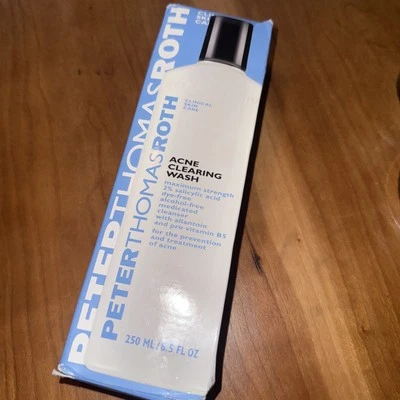 PETERTHOMASROTH
CLINICAL
SKIN
CARE
PETERTHOMASROTH
ACNE
CLEARING
WASH
maximum strength
2% salicylic acid
dye-free
alcohol-free
medicated
cleanser
with allantoin
and pro vitamin B5
for the prevention
and treatment
of acne
250 ML/8.5 FL OZ